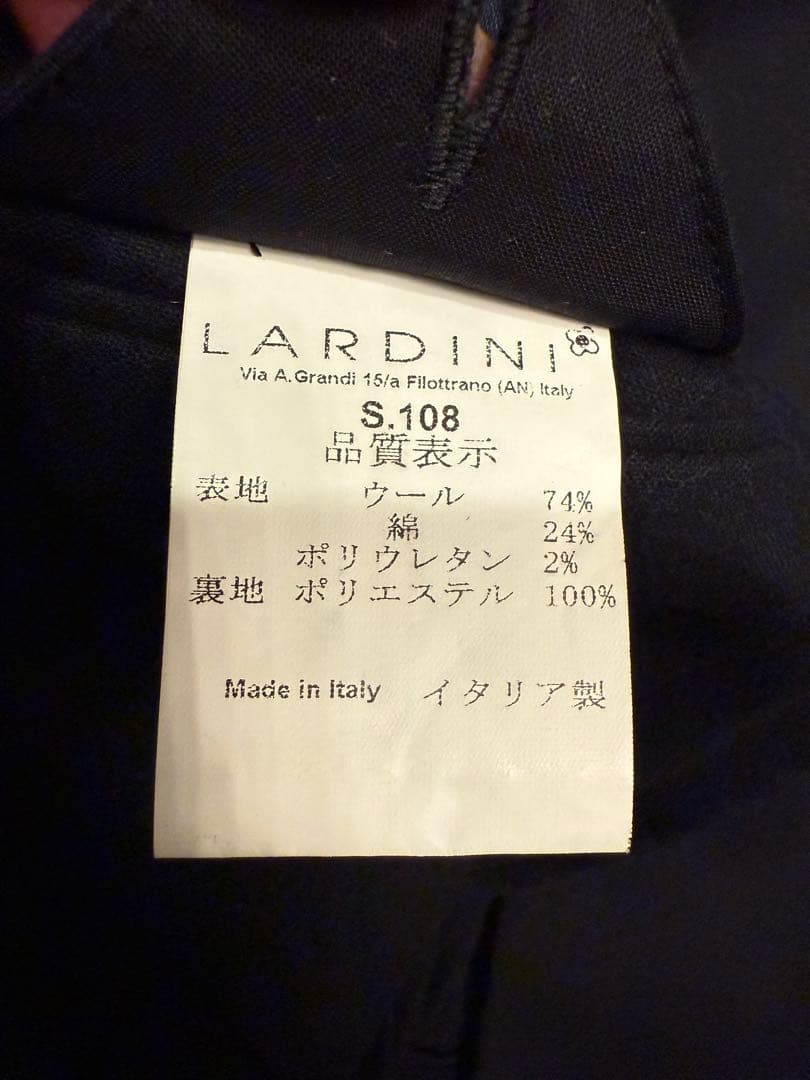 LARDINI
Via A.Grandi 15/a Filottrano (AN) Italy
S.108
品質表示
表地 ウール 74%
綿 24%
ポリウレタン 2%
裏地 ポリエステル 100%
Made in Italy イタリア製